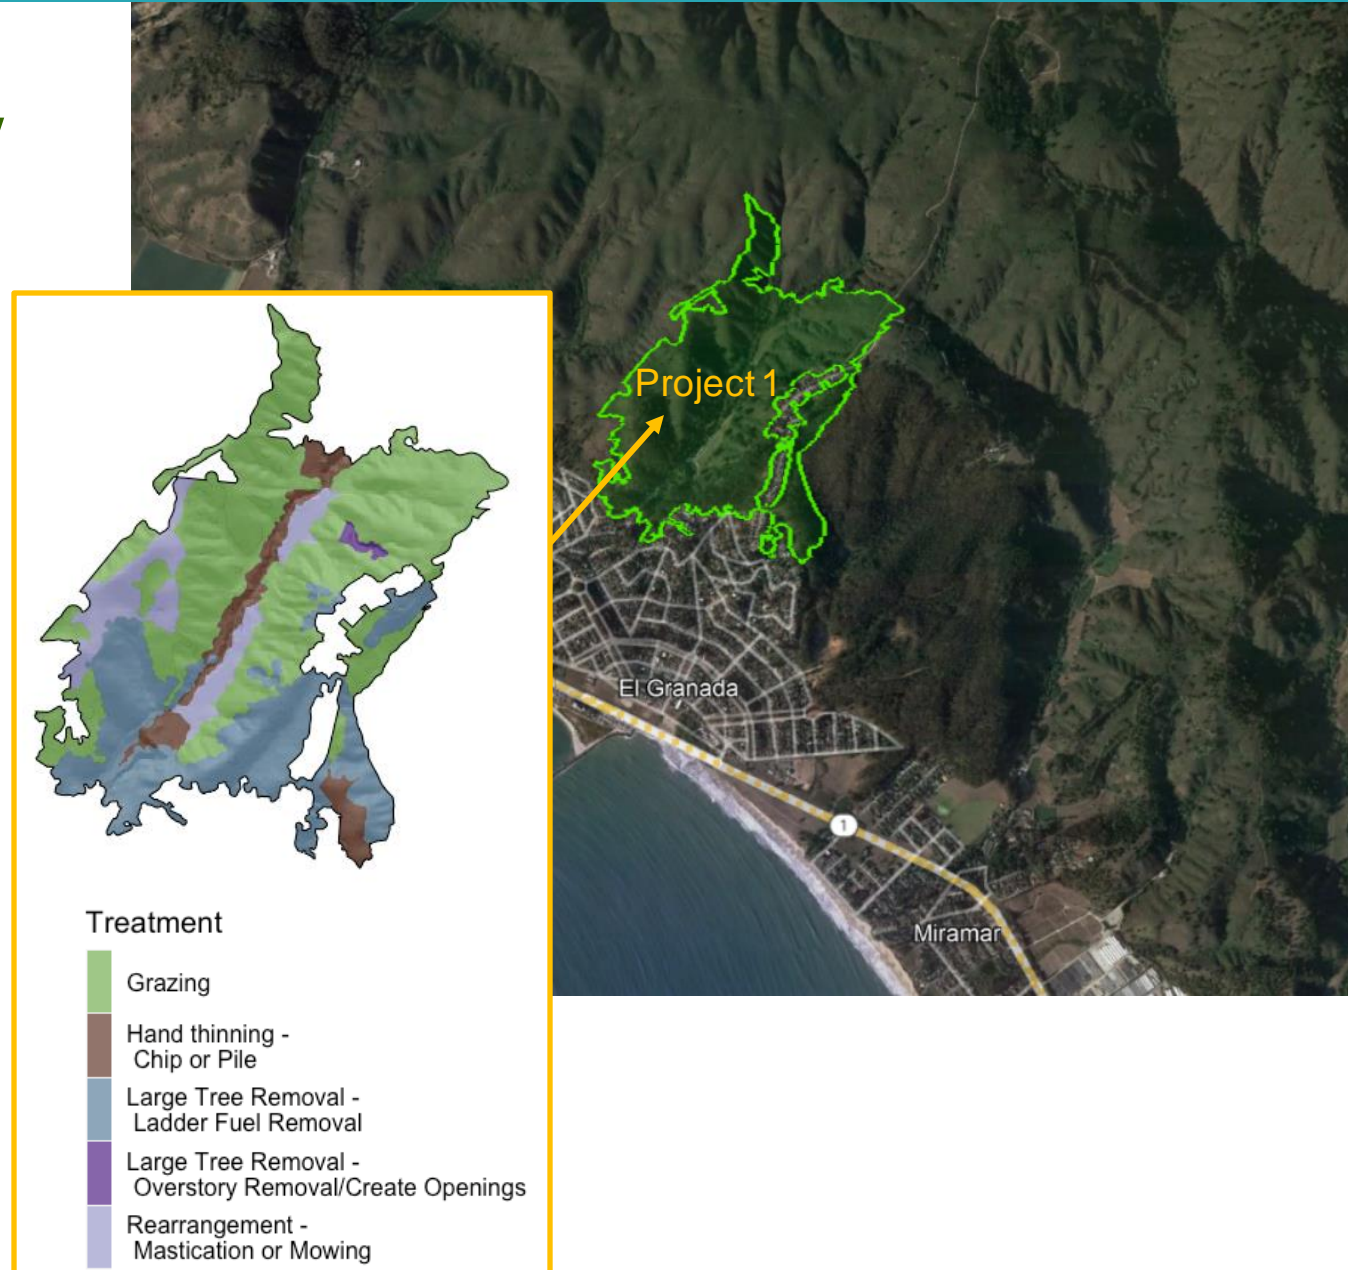 Project 1
El Granada
1
Miramar
Treatment
Grazing
Hand thinning -
Chip or Pile
Large Tree Removal -
Ladder Fuel Removal
Large Tree Removal -
Overstory Removal/Create Openings
Rearrangement -
Mastication or Mowing